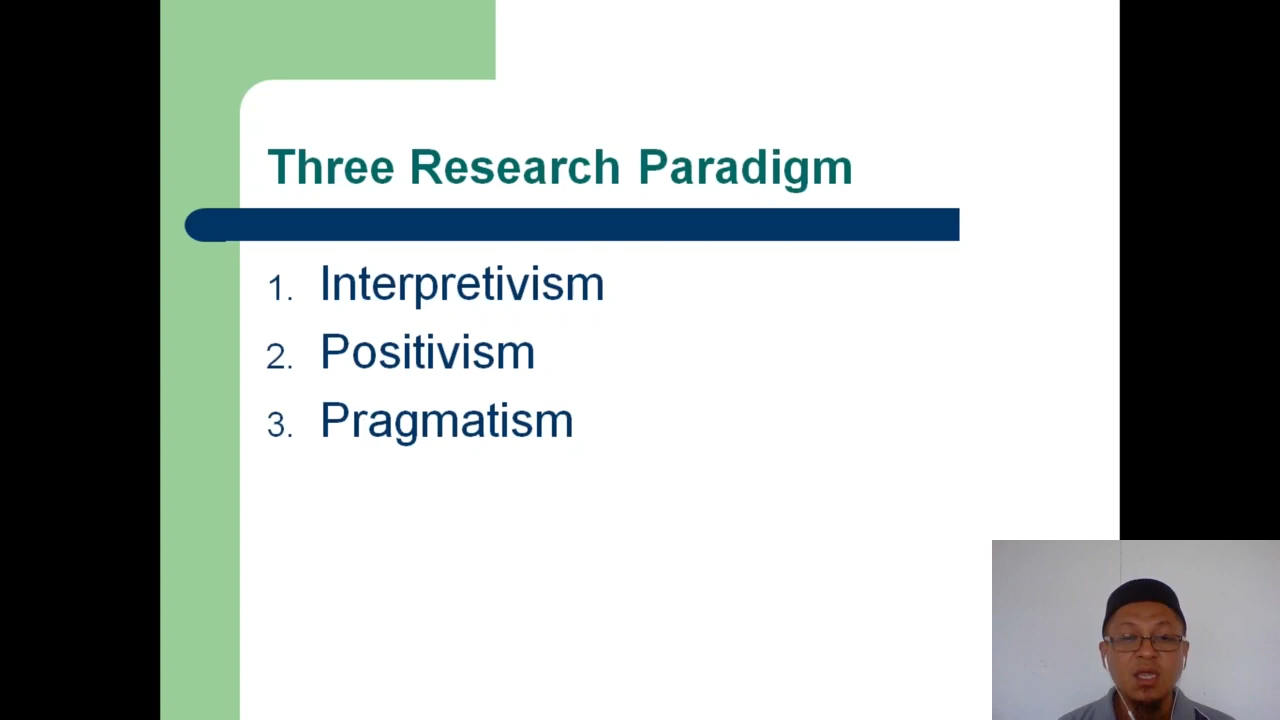 Three Research Paradigm
1. Interpretivism
2. Positivism
3. Pragmatism